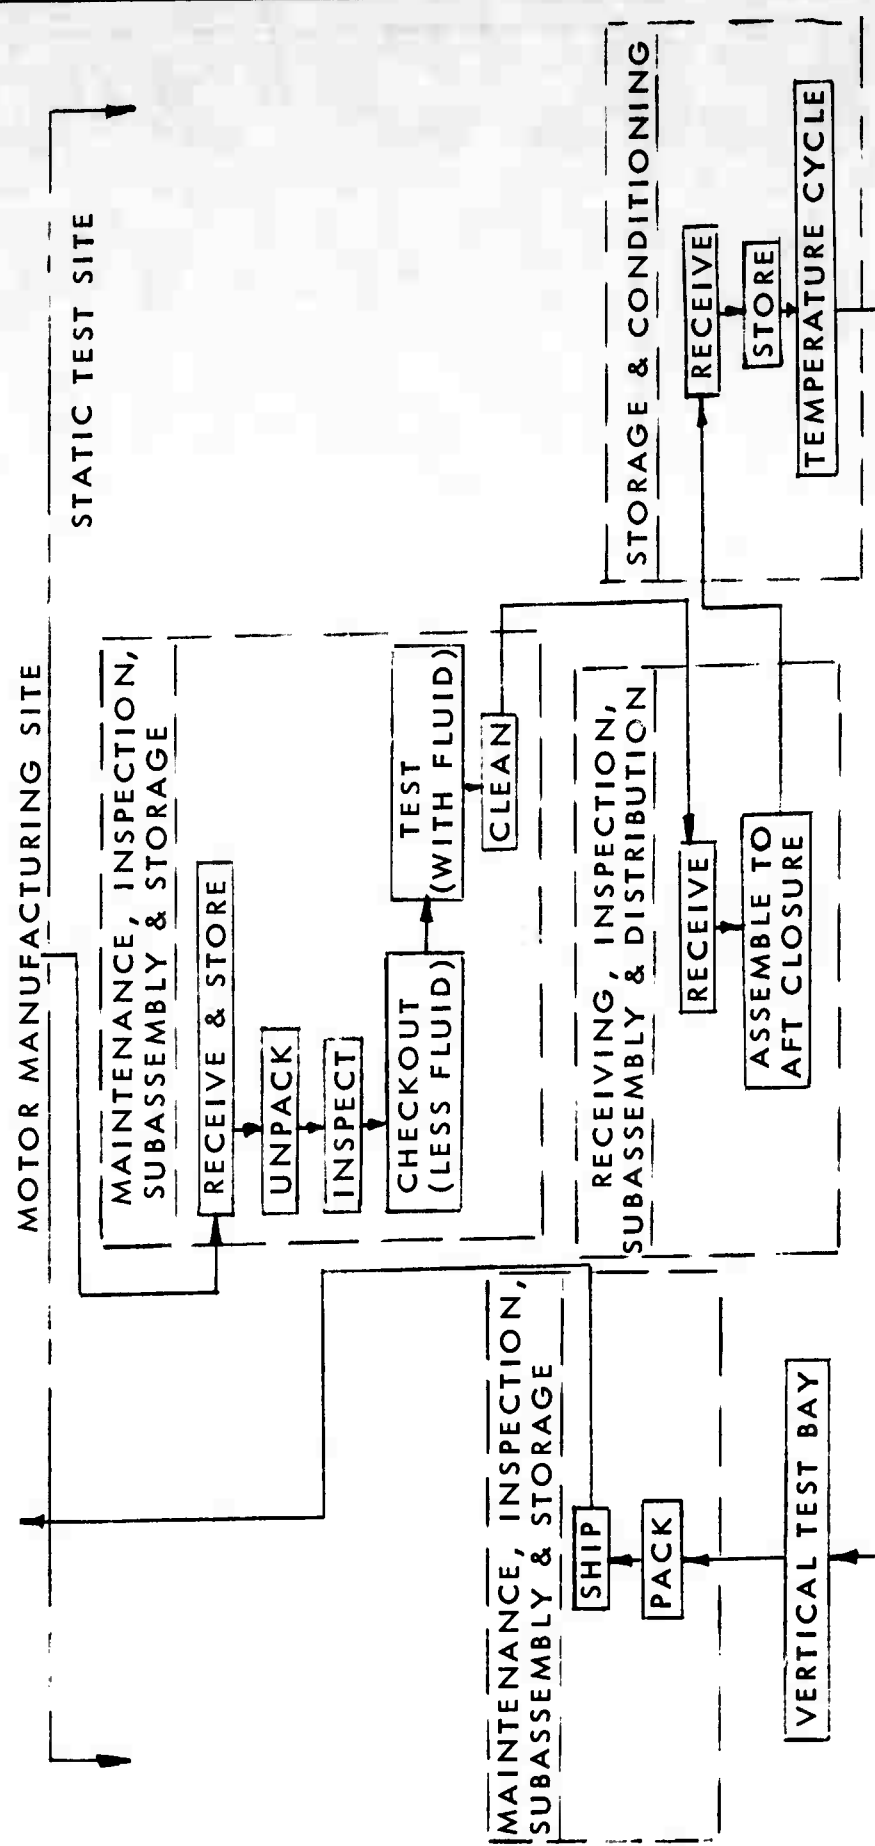 MOTOR MANUFACTURING SITE
STATIC TEST SITE
MAINTENANCE, INSPECTION,
SUBASSEMBLY & STORAGE
RECEIVE & STORE
UNPACK
INSPECT
CHECKOUT
(LESS FLUID)
TEST
(WITH FLUID)
CLEAN
RECEIVING, INSPECTION,
SUBASSEMBLY & DISTRIBUTION
RECEIVE
ASSEMBLE TO
AFT CLOSURE
STORAGE & CONDITIONING
RECEIVE
STORE
TEMPERATURE CYCLE
MAINTENANCE, INSPECTION,
SUBASSEMBLY & STORAGE
SHIP
PACK
VERTICAL TEST BAY